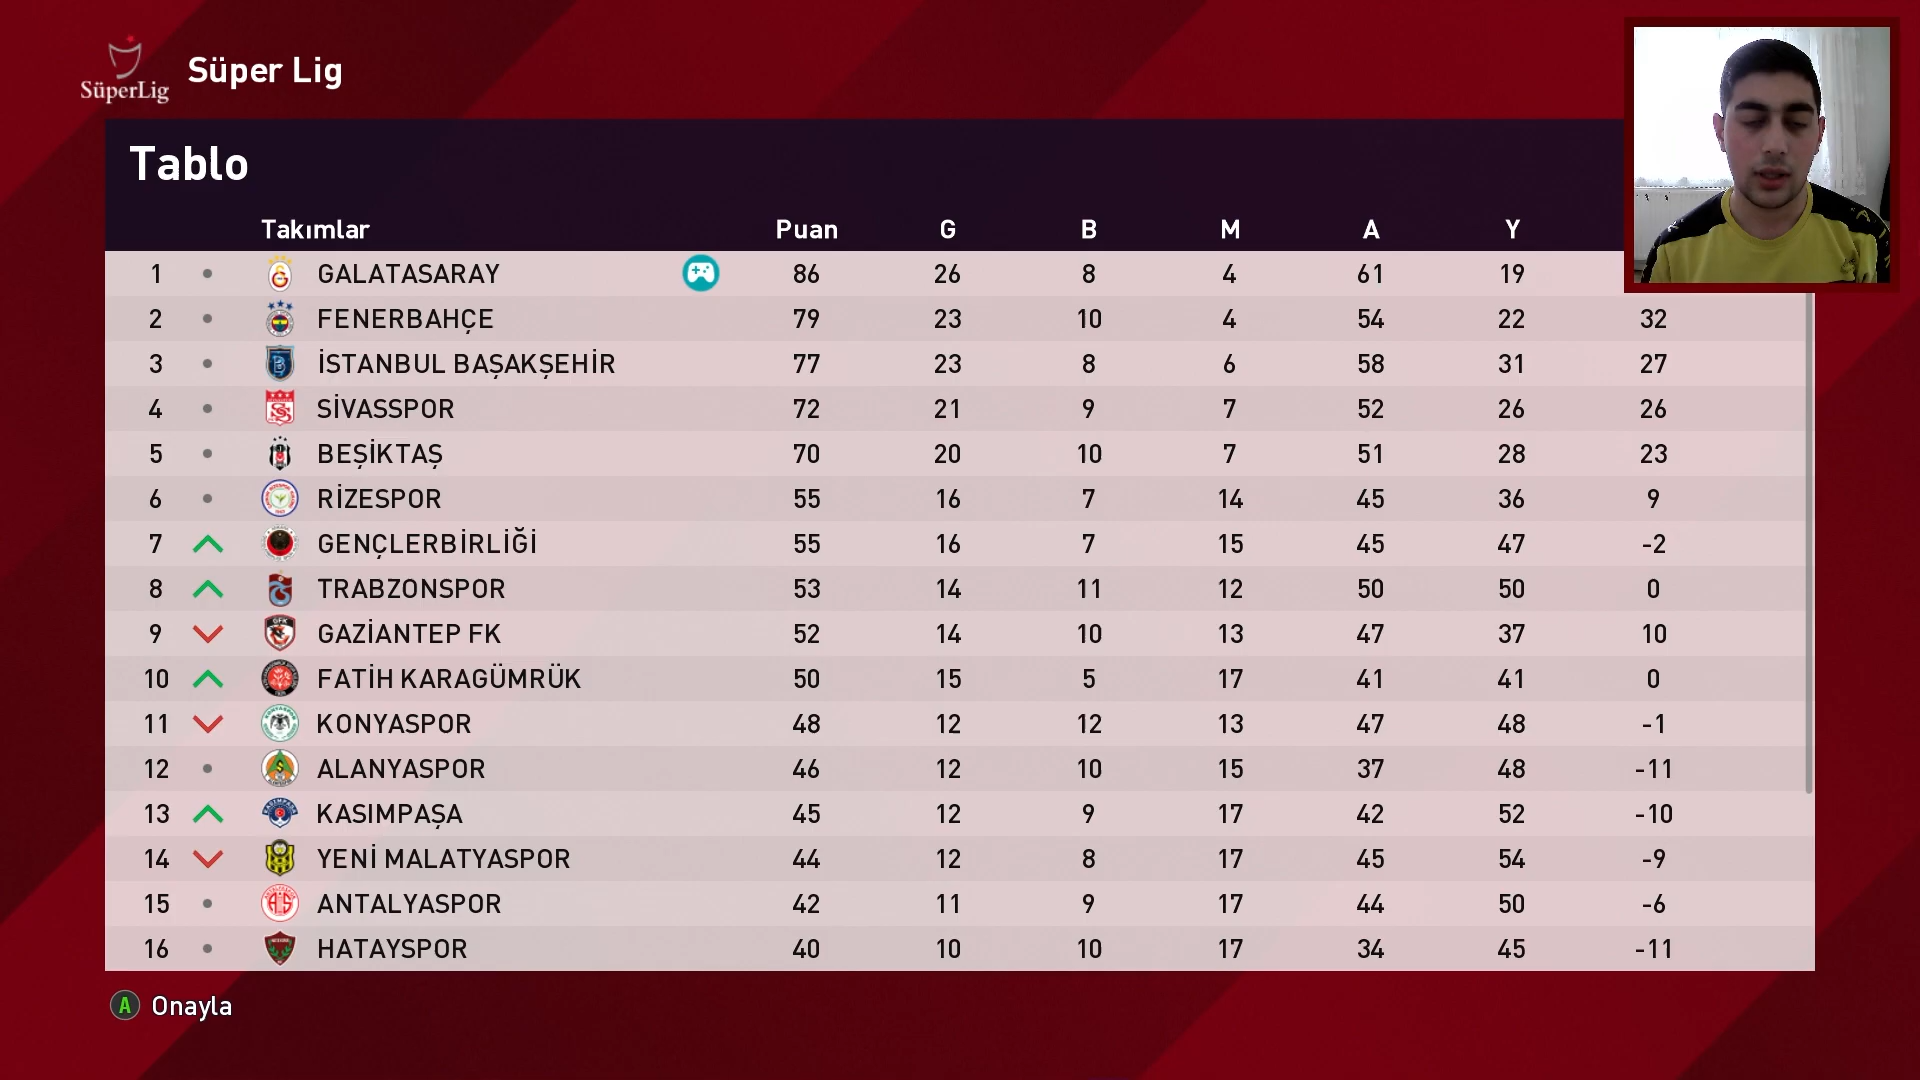 SüperLig Süper Lig
Tablo
Takımlar Puan G B M A Y
1 GALATASARAY 86 26 8 4 61 19
2 FENERBAHÇE 79 23 10 4 54 22 32
3 İSTANBUL BAŞAKŞEHİR 77 23 8 6 58 31 27
4 SİVASSPOR 72 21 9 7 52 26 26
5 BEŞİKTAŞ 70 20 10 7 51 28 23
6 RİZESPOR 55 16 7 14 45 36 9
7 GENÇLERBİRLİĞİ 55 16 7 15 45 47 -2
8 TRABZONSPOR 53 14 11 12 50 50 0
9 GAZİANTEP FK 52 14 10 13 47 37 10
10 FATİH KARAGÜMRÜK 50 15 5 17 41 41 0
11 KONYASPOR 48 12 12 13 47 48 -1
12 ALANYASPOR 46 12 10 15 37 48 -11
13 KASIMPAŞA 45 12 9 17 42 52 -10
14 YENİ MALATYASPOR 44 12 8 17 45 54 -9
15 ANTALYASPOR 42 11 9 17 44 50 -6
16 HATAYSPOR 40 10 10 17 34 45 -11
A Onayla